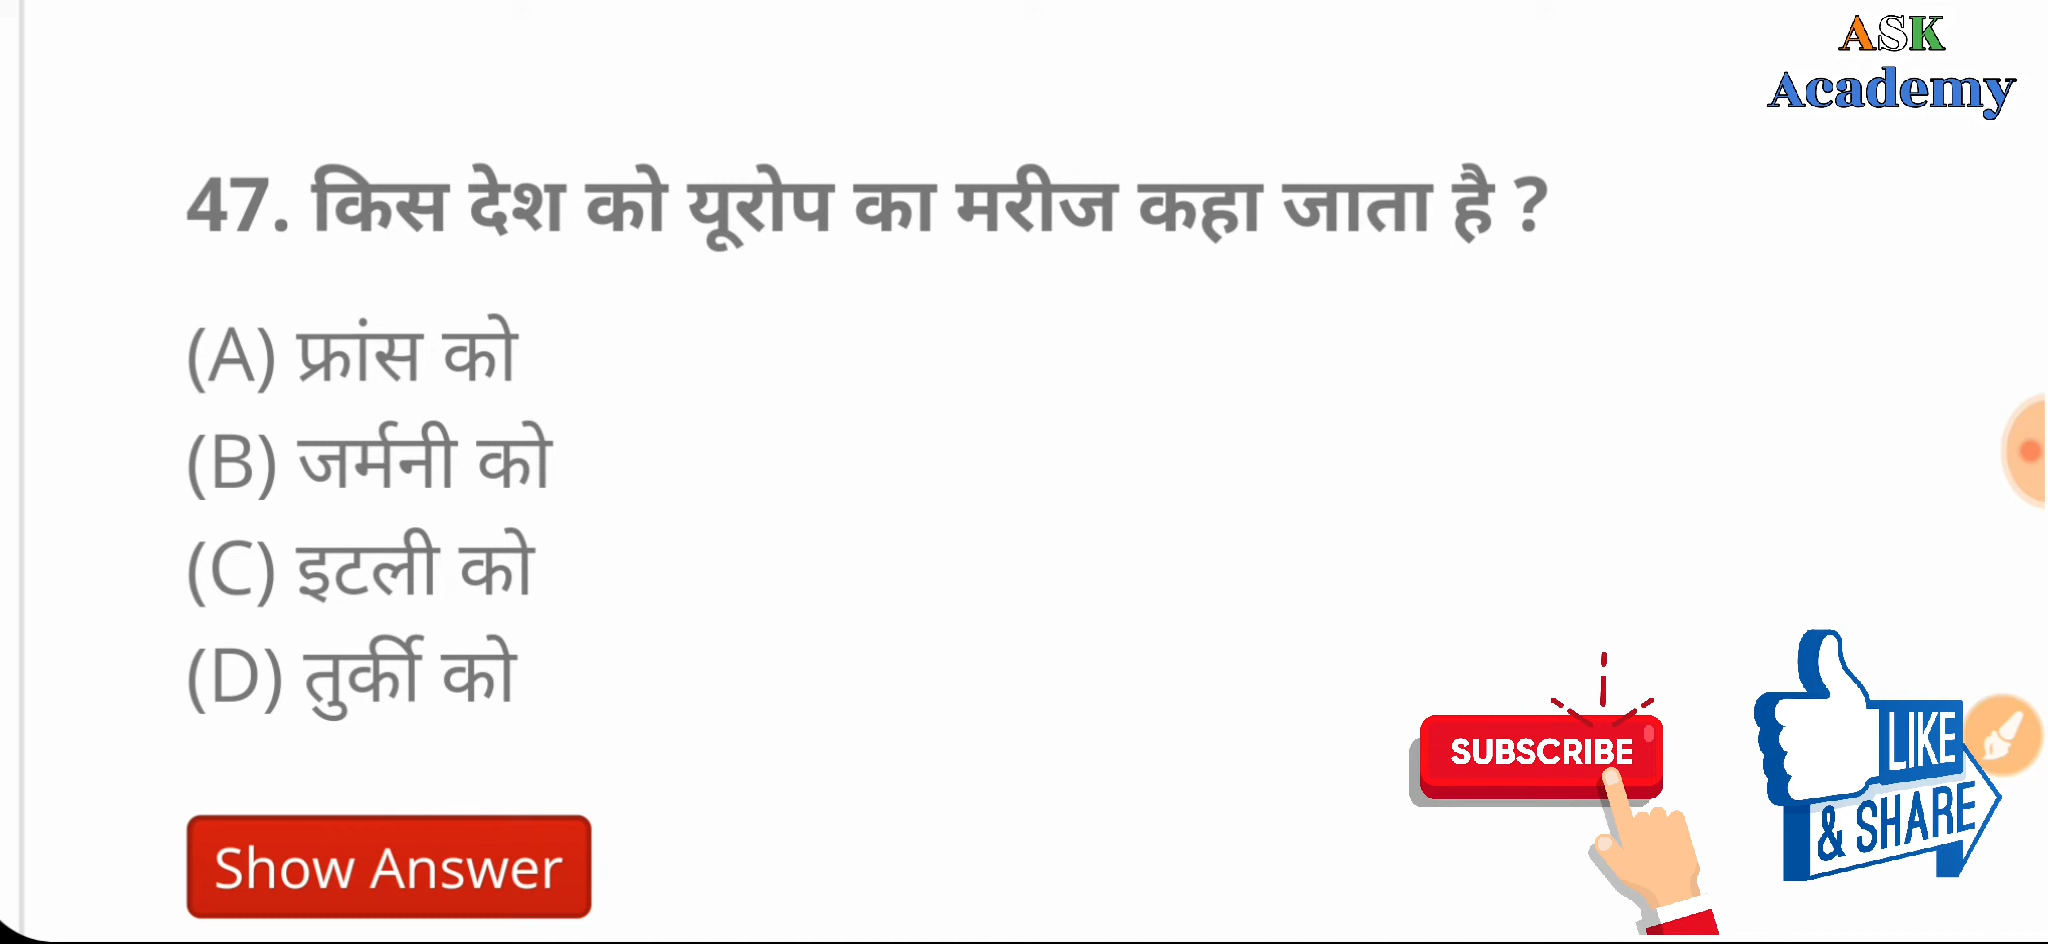 ASK
Academy
47. किस देश को यूरोप का मरीज कहा जाता है ?
(A) फ्रांस को
(B) जर्मनी को
(C) इटली को
(D) तुर्की को
SUBSCRIBE
LIKE
& SHARE
Show Answer